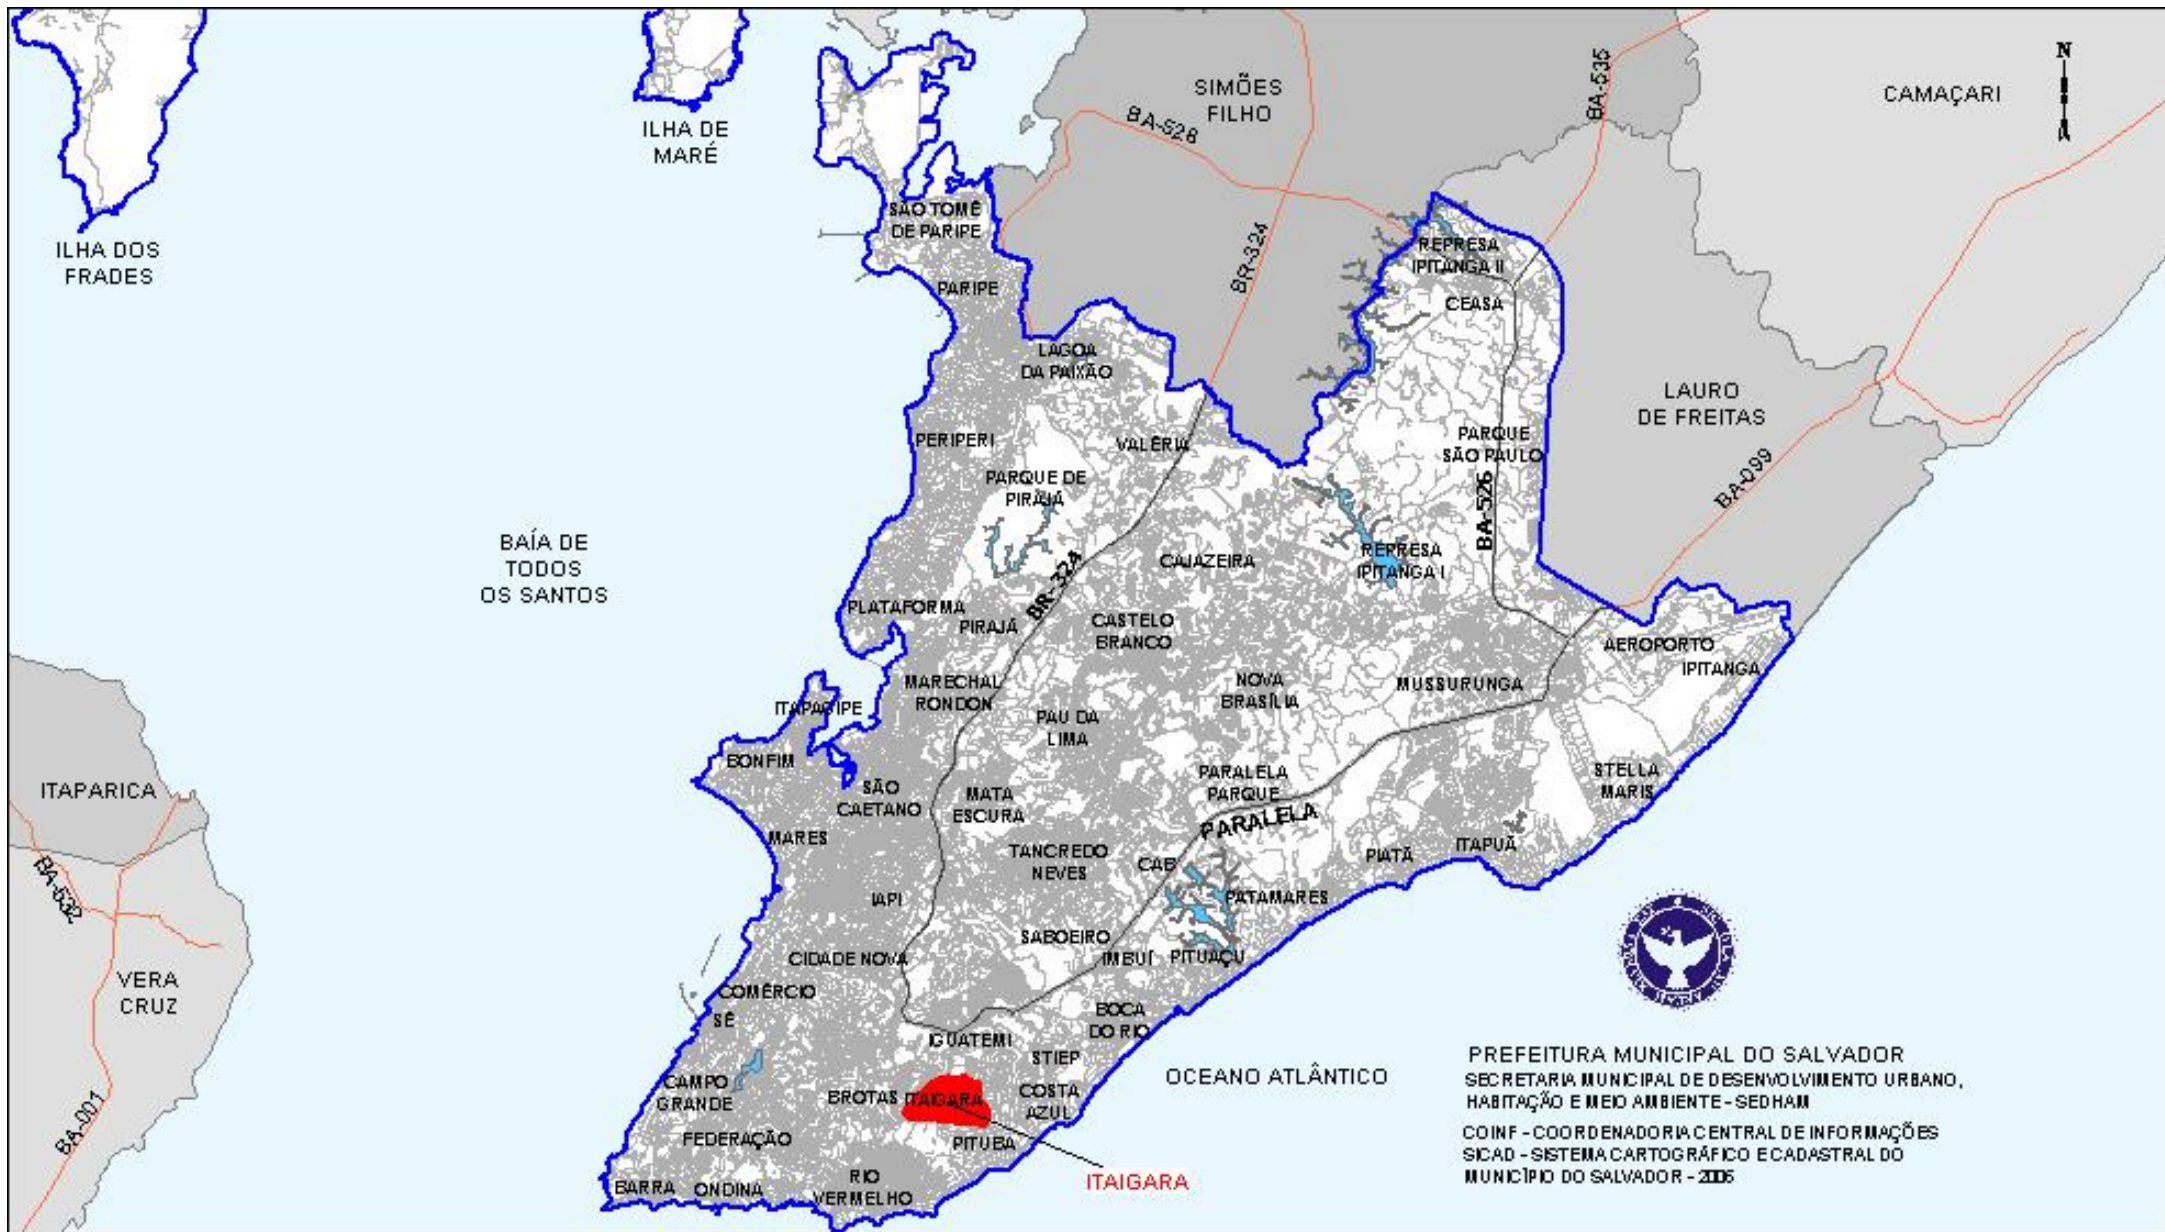 N
SIMÕES
FILHO
BA-535
CAMAÇARI
BA-528
ILHA DE
MARÉ
SÃO TOMÉ
DE PARIPE
ILHA DOS
FRADES
BR-324
REPRESA
IPITANGA II
PARIPE
CEASA
LAGOA
DA PAIXÃO
LAURO
DE FREITAS
PERIPERI
VALÉRIA
PARQUE
SÃO PAULO
PARQUE DE
PIRAJÁ
BA-526
BA-099
BAÍA DE
TODOS
OS SANTOS
CAJAZEIRA
REPRESA
IPITANGA I
BR-324
PLATAFORMA
PIRAJÁ
CASTELO
BRANCO
AEROPORTO
IPITANGA
MARECHAL
RONDON
NOVA
BRASÍLIA
MUSSURUNGA
ITAPAGIPE
PAU DA
LIMA
BONFIM
PARALELA
PARQUE
STELLA
MARIS
ITAPARICA
SÃO
CAETANO
MATA
ESCURA
PARALELA
MARES
TANCREDO
NEVES
CAB
PIATÃ
ITAPUÃ
BA-532
IAPI
PATAMARES
SABOEIRO
CIDADE NOVA
IMBUÍ
PITUAÇU
VERA
CRUZ
COMÉRCIO
SÉ
BOCA
DO RIO
IGUATEMI
STIEP
OCEANO ATLÂNTICO
CAMPO
GRANDE
BROTAS
ITAIGARA
COSTA
AZUL
BA-001
FEDERAÇÃO
PITUBA
BARRA
ONDINA
RIO
VERMELHO
ITAIGARA
PREFEITURA MUNICIPAL DO SALVADOR
SECRETARIA MUNICIPAL DE DESENVOLVIMENTO URBANO,
HABITAÇÃO E MEIO AMBIENTE - SEDHAM
COINF - COORDENADORIA CENTRAL DE INFORMAÇÕES
SICAD - SISTEMA CARTOGRÁFICO E CADASTRAL DO
MUNICÍPIO DO SALVADOR - 2006